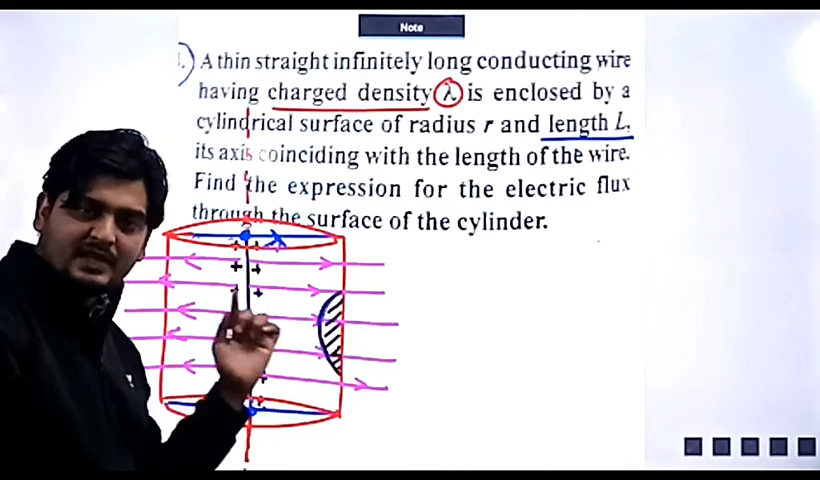 Note
A thin straight infinitely long conducting wire
having charged density λ is enclosed by a
cylindrical surface of radius r and length L,
its axis coinciding with the length of the wire.
Find the expression for the electric flux
through the surface of the cylinder.